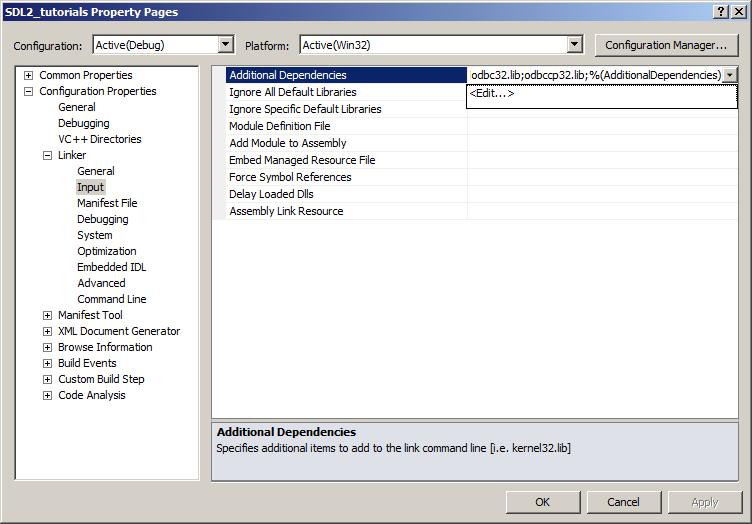 SDL2_tutorials Property Pages
Configuration: Active(Debug) Platform: Active(Win32) Configuration Manager...
Common Properties
Configuration Properties
General
Debugging
VC++ Directories
Linker
General
Input
Manifest File
Debugging
System
Optimization
Embedded IDL
Advanced
Command Line
Manifest Tool
XML Document Generator
Browse Information
Build Events
Custom Build Step
Code Analysis
Additional Dependencies odbc32.lib;odbccp32.lib;%(AdditionalDependencies)
<Edit...>
Ignore All Default Libraries
Ignore Specific Default Libraries
Module Definition File
Add Module to Assembly
Embed Managed Resource File
Force Symbol References
Delay Loaded Dlls
Assembly Link Resource
Additional Dependencies
Specifies additional items to add to the link command line [i.e. kernel32.lib]
OK Cancel Apply